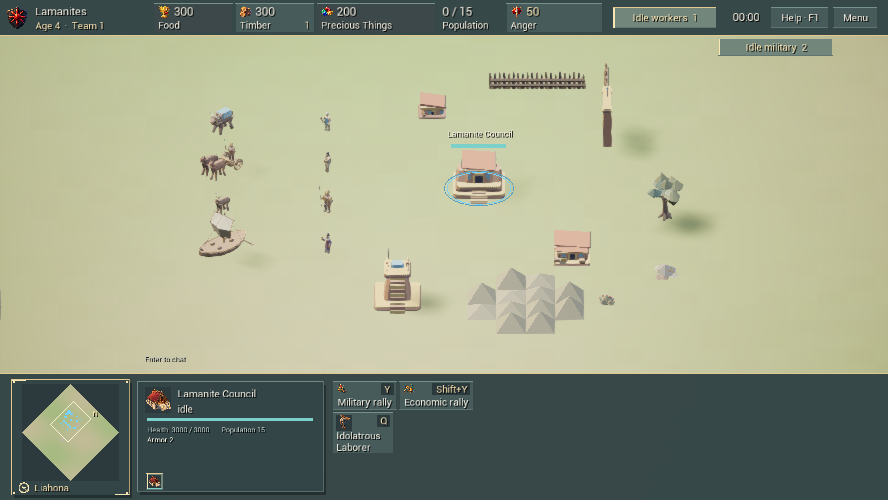 Lamanites
Age 4 · Team 1
300
Food
300
Timber 1
200
Precious Things
0 / 15
Population
50
Anger
Idle workers 1
00:00
Help · F1
Menu
Idle military 2
Lamanite Council
Enter to chat
Liahona
Lamanite Council
idle
Health 3000 / 3000 Population 15
Armor 2
Y
Military rally
Shift+Y
Economic rally
Q
Idolatrous
Laborer